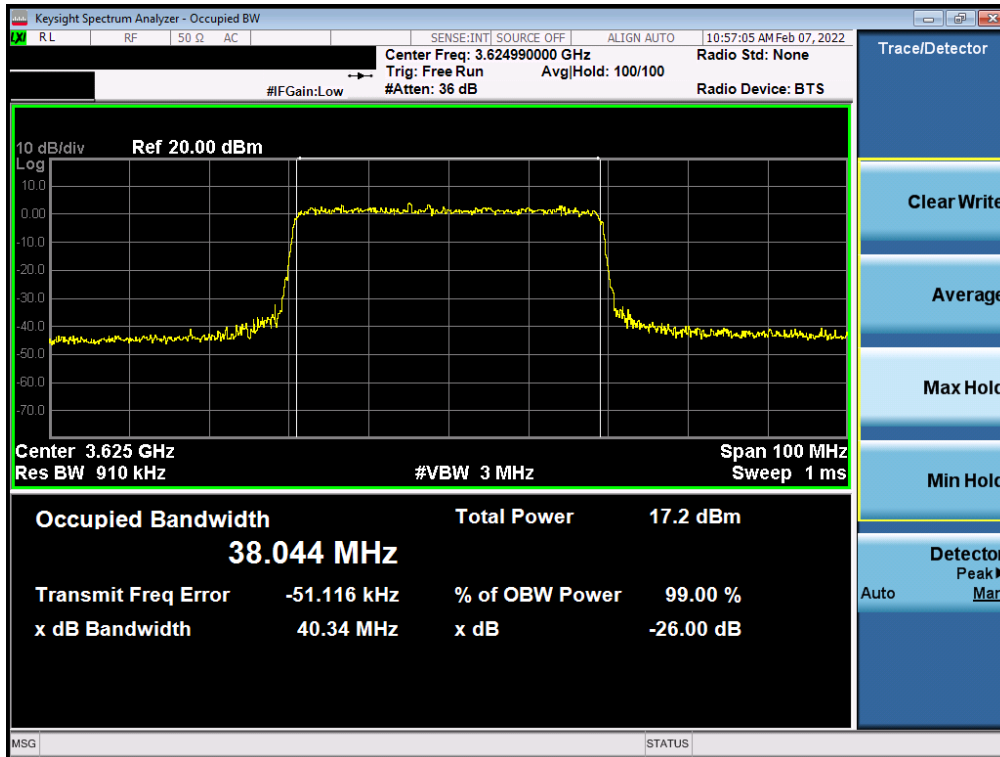 Keysight Spectrum Analyzer - Occupied BW
LXI RL RF 50 Ω AC SENSE:INT SOURCE OFF ALIGN AUTO 10:57:05 AM Feb 07, 2022
Center Freq: 3.624990000 GHz Radio Std: None
Trig: Free Run Avg|Hold: 100/100
#IFGain:Low #Atten: 36 dB Radio Device: BTS
10 dB/div Ref 20.00 dBm
Log
10.0
0.00
-10.0
-20.0
-30.0
-40.0
-50.0
-60.0
-70.0
Center 3.625 GHz Span 100 MHz
Res BW 910 kHz #VBW 3 MHz Sweep 1 ms
Occupied Bandwidth Total Power 17.2 dBm
38.044 MHz
Transmit Freq Error -51.116 kHz % of OBW Power 99.00 %
x dB Bandwidth 40.34 MHz x dB -26.00 dB
MSG STATUS
Trace/Detector
Clear Write
Average
Max Hold
Min Hold
Detector
Peak
Auto Man